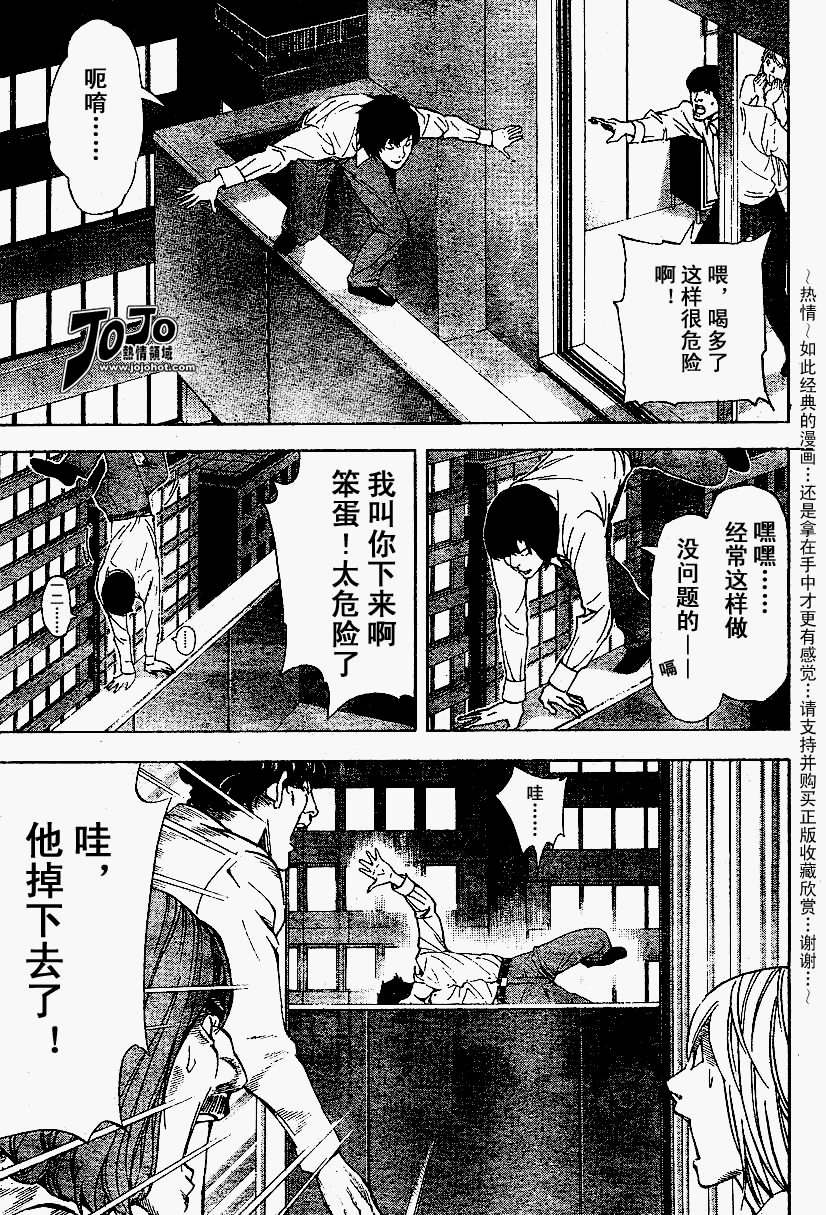 喂，喝多了
这样很危险
啊！
呃唷……
JOJO
熱情領域
www.jojohot.com
嘿嘿……
经常这样做
没问题的——
嗝
我叫你下来啊
笨蛋！太危险了
二……
……
哇……
哇，
他掉下去了！
～热情～如此经典的漫画…还是拿在手中才更有感觉…请支持并购买正版收藏欣赏…谢谢…～